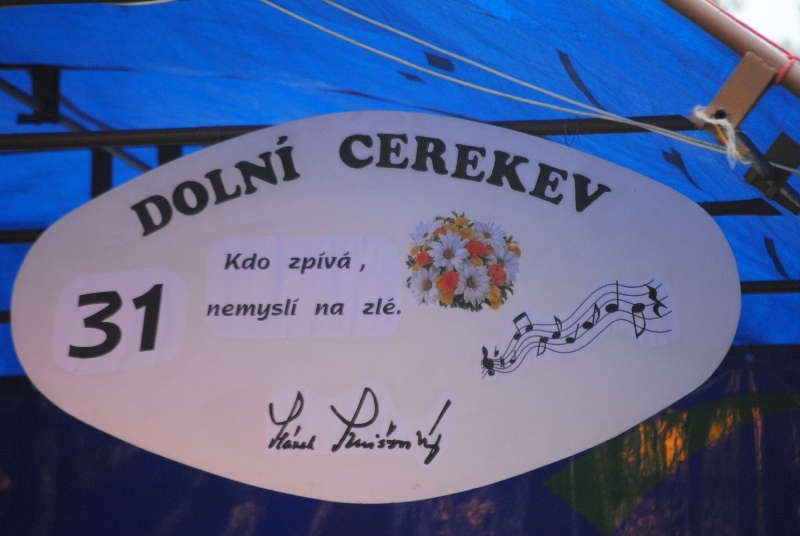 DOLNÍ CEREKEV
Kdo zpívá,
nemyslí na zlé.
31